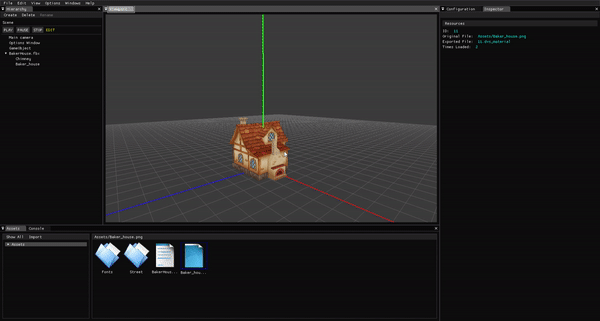 File Edit View Options Windows Help
Hierarchy
Create Delete Rename
Scene
PLAY PAUSE STOP EDIT
Main camera
Options Window
GameObject
BakerHouse.fbx
Chimney
Baker_house
Viewport
Configuration Inspector
Resources
ID: 11
Original File: Assets/Baker_house.png
Exported File: 11.drn_material
Times Loaded: 2
Assets Console
Show All Import
Assets
Assets/Baker_house.png
Fonts
Street
BakerHous...
Baker_hou...